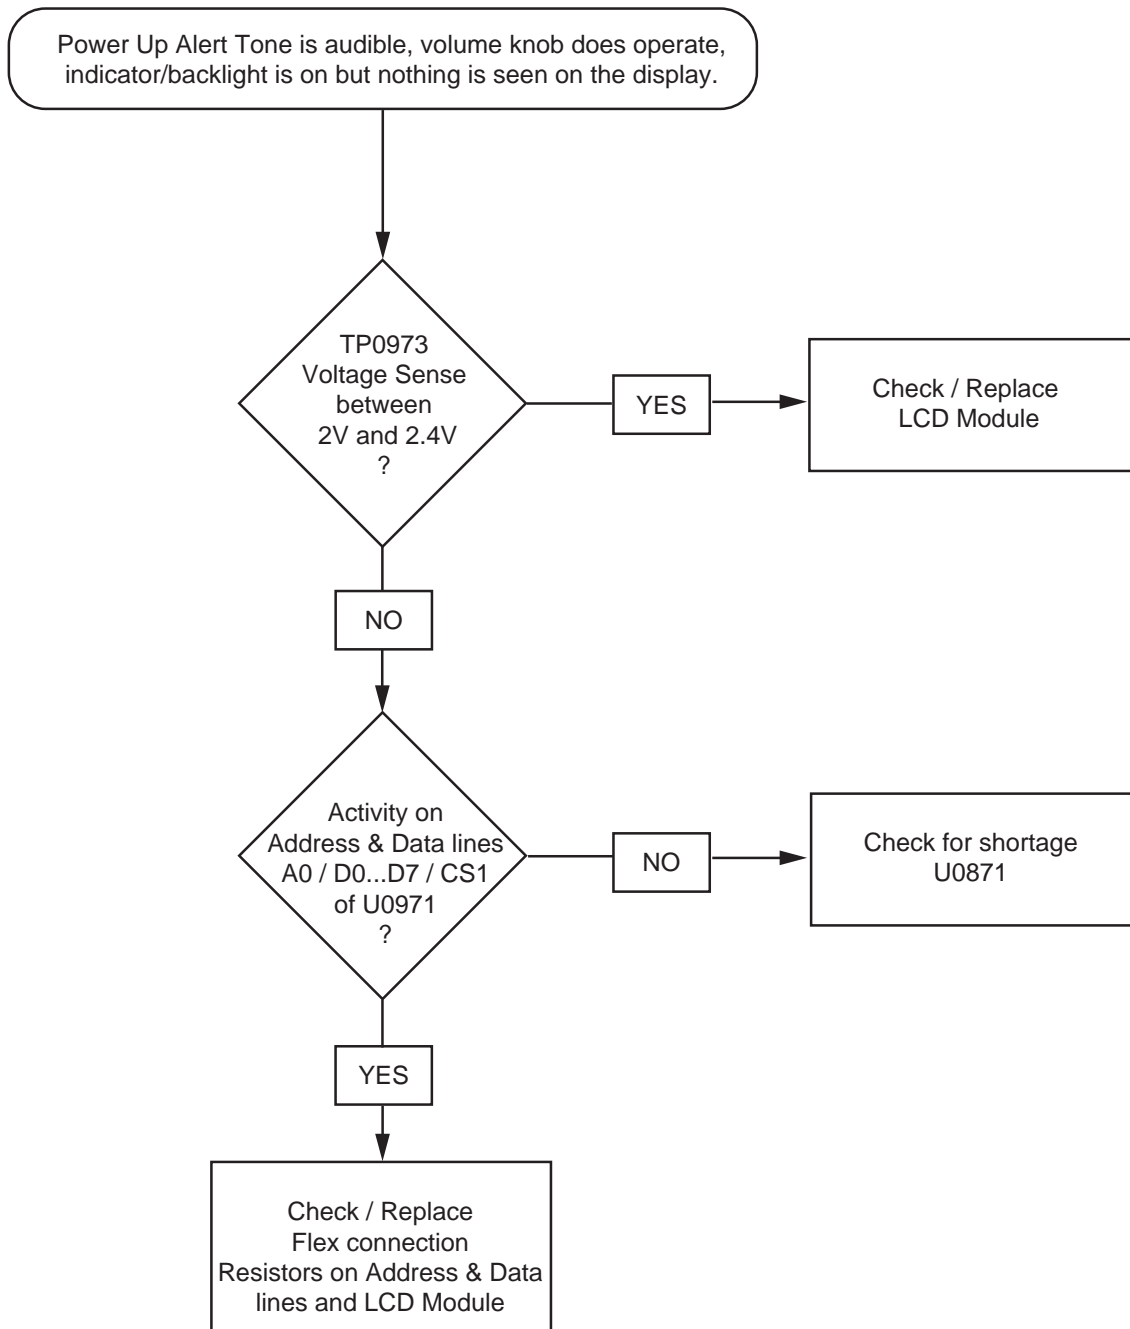 Power Up Alert Tone is audible, volume knob does operate,
indicator/backlight is on but nothing is seen on the display.
TP0973
Voltage Sense
between
2V and 2.4V
?
YES
Check / Replace
LCD Module
NO
Activity on
Address & Data lines
A0 / D0...D7 / CS1
of U0971
?
NO
Check for shortage
U0871
YES
Check / Replace
Flex connection
Resistors on Address & Data
lines and LCD Module